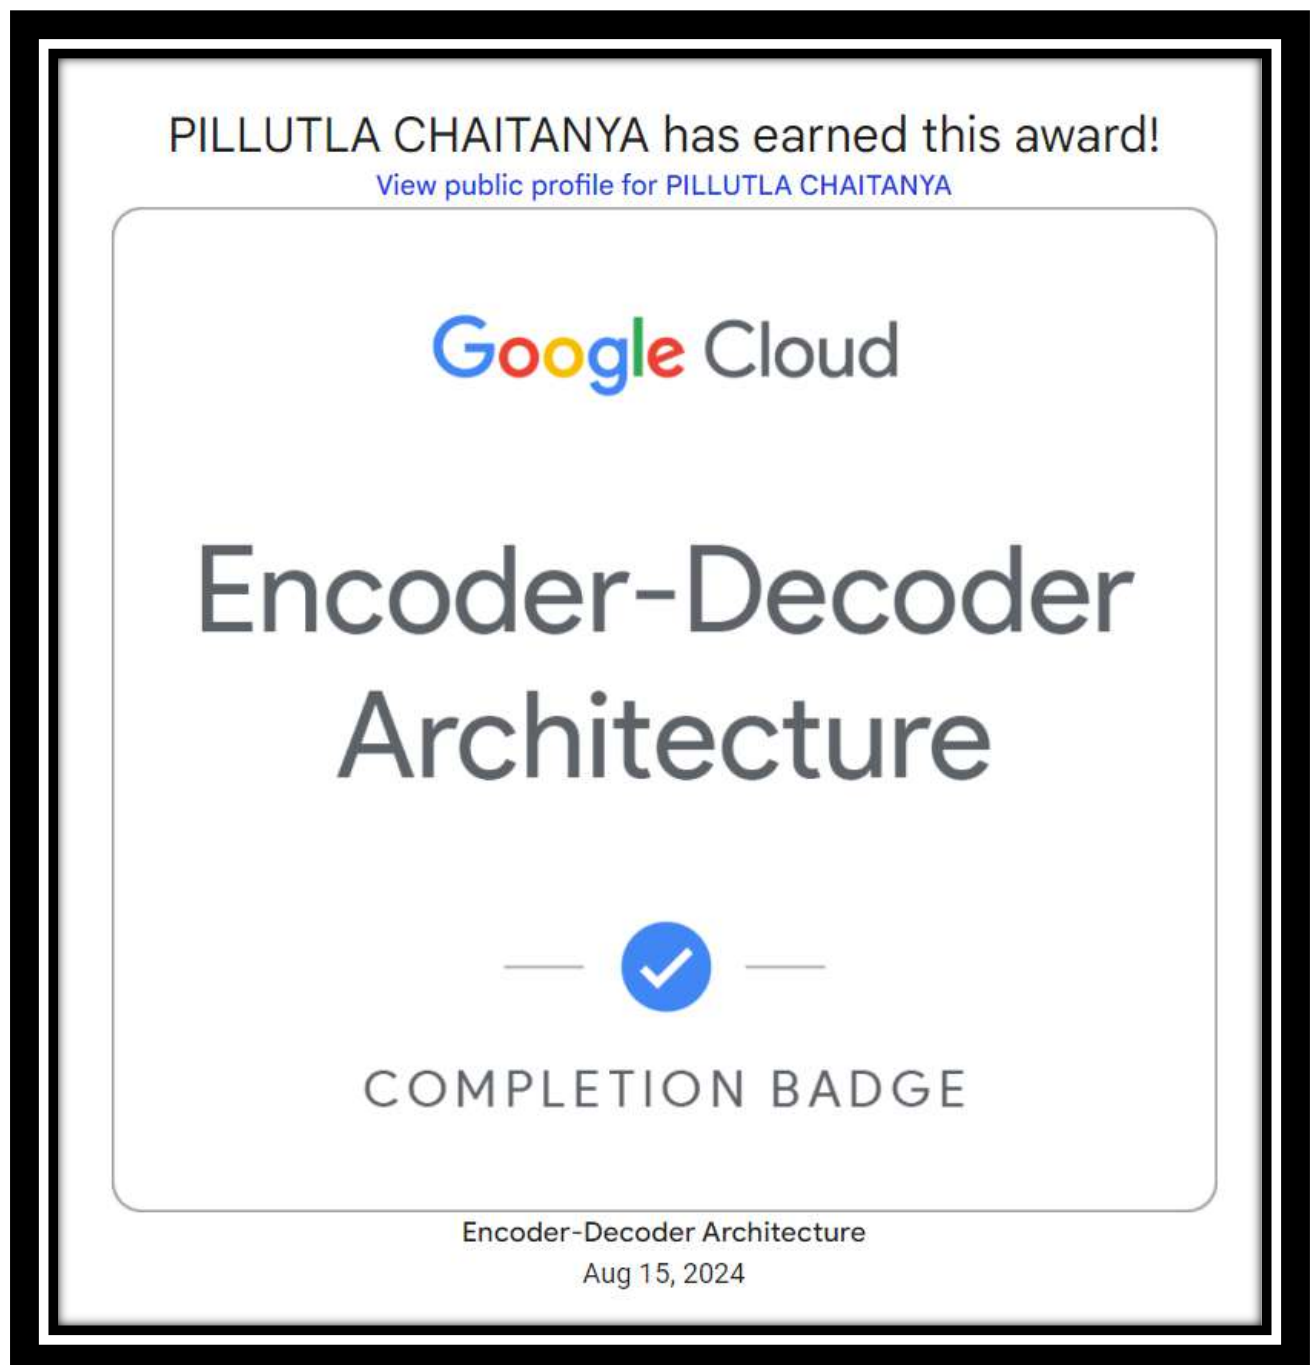 PILLUTLA CHAITANYA has earned this award!
View public profile for PILLUTLA CHAITANYA
Google Cloud
Encoder-Decoder
Architecture
COMPLETION BADGE
Encoder-Decoder Architecture
Aug 15, 2024